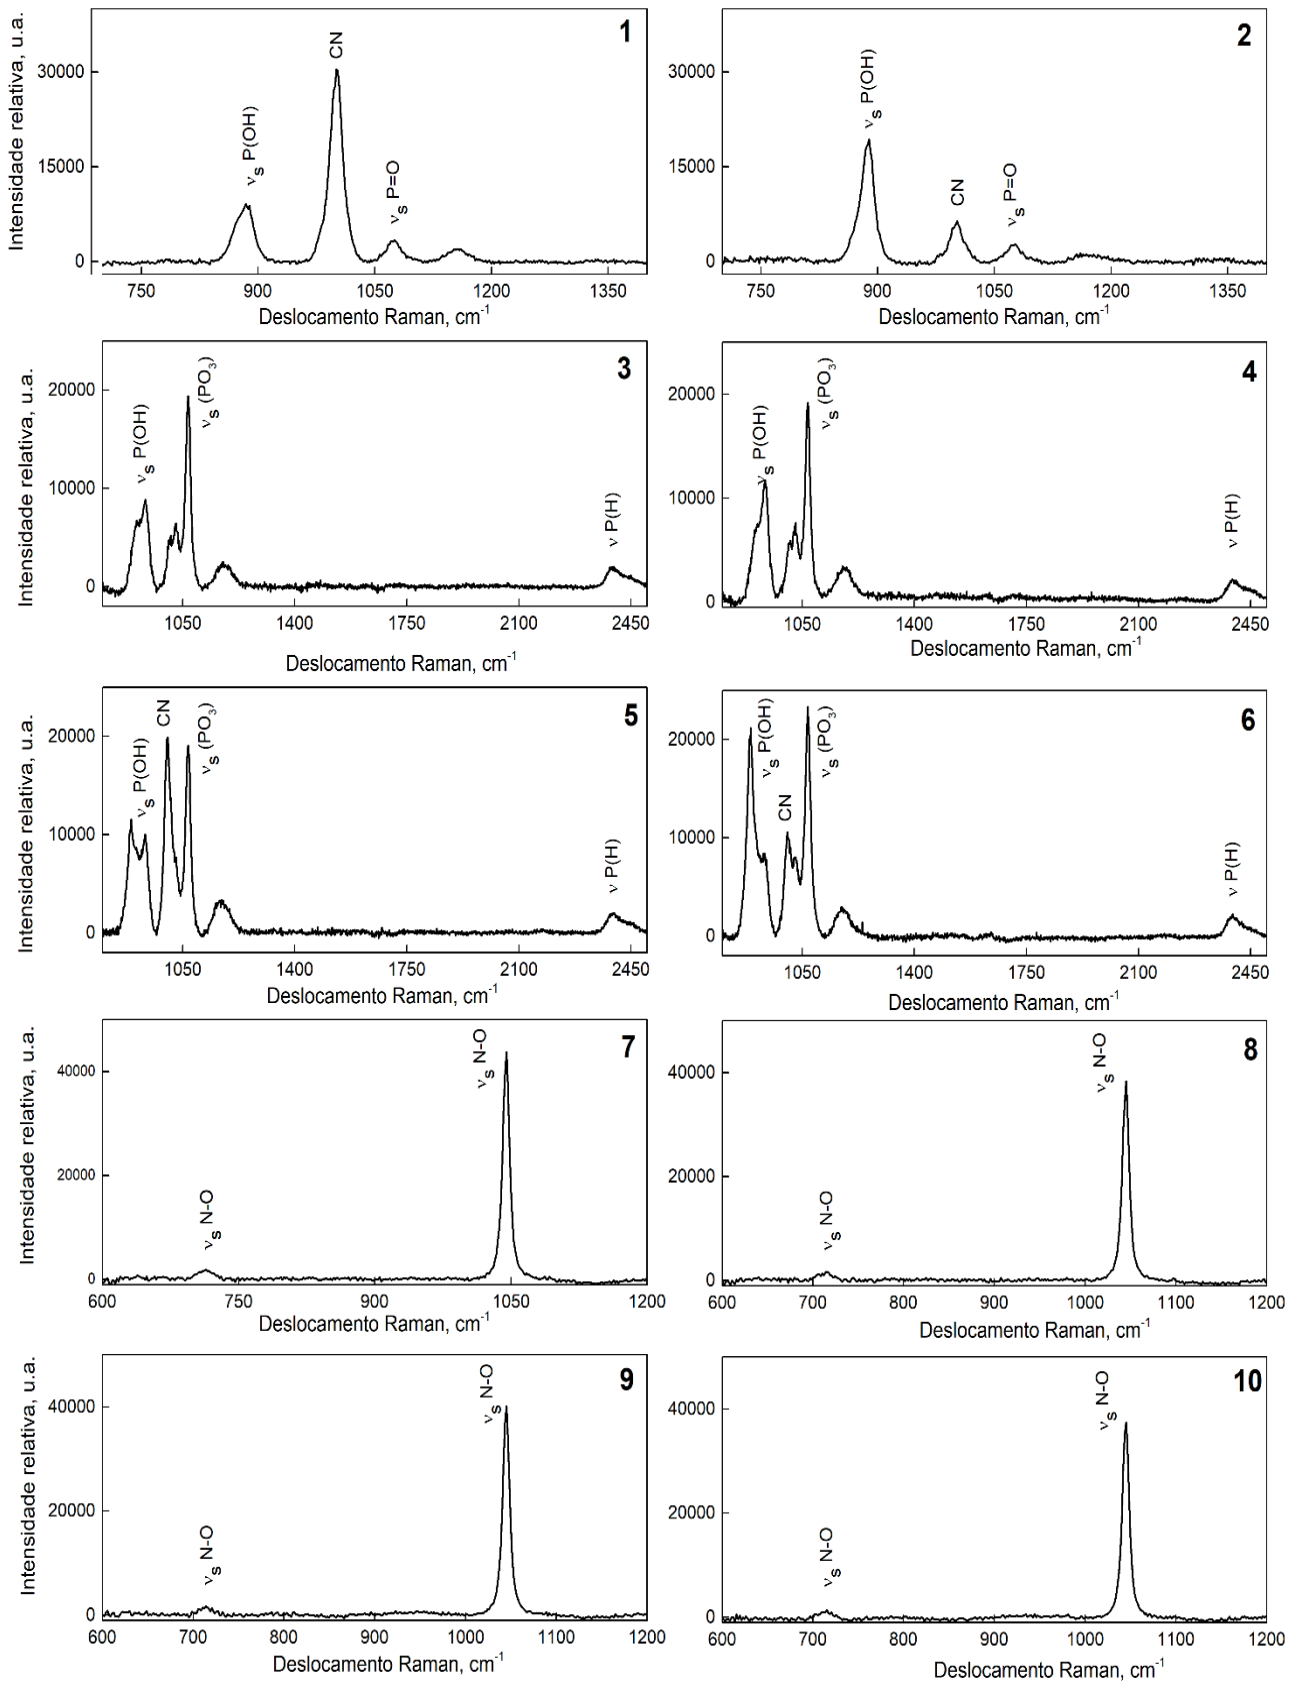 1
Intensidade relativa, u.a.
30000
15000
0
νs P(OH)
CN
νs P=O
750 900 1050 1200 1350
Deslocamento Raman, cm-1
2
30000
15000
0
νs P(OH)
CN
νs P=O
750 900 1050 1200 1350
Deslocamento Raman, cm-1
3
Intensidade relativa, u.a.
20000
10000
0
νs P(OH)
νs (PO3)
ν P(H)
1050 1400 1750 2100 2450
Deslocamento Raman, cm-1
4
20000
10000
0
νs P(OH)
νs (PO3)
ν P(H)
1050 1400 1750 2100 2450
Deslocamento Raman, cm-1
5
Intensidade relativa, u.a.
20000
10000
0
νs P(OH)
CN
νs (PO3)
ν P(H)
1050 1400 1750 2100 2450
Deslocamento Raman, cm-1
6
20000
10000
0
νs P(OH)
CN
νs (PO3)
ν P(H)
1050 1400 1750 2100 2450
Deslocamento Raman, cm-1
7
Intensidade relativa, u.a.
40000
20000
0
νs N-O
νs N-O
600 750 900 1050 1200
Deslocamento Raman, cm-1
8
40000
20000
0
νs N-O
νs N-O
600 700 800 900 1000 1100 1200
Deslocamento Raman, cm-1
9
Intensidade relativa, u.a.
40000
20000
0
νs N-O
νs N-O
600 700 800 900 1000 1100 1200
Deslocamento Raman, cm-1
10
40000
20000
0
νs N-O
νs N-O
600 700 800 900 1000 1100 1200
Deslocamento Raman, cm-1